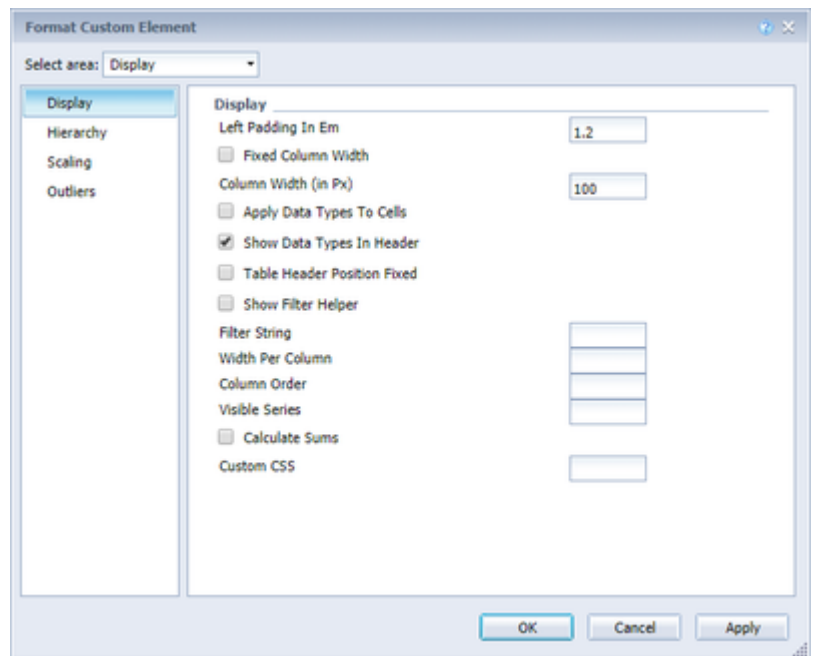 Format Custom Element
Select area: Display
Display
Hierarchy
Scaling
Outliers
Display
Left Padding In Em 1.2
Fixed Column Width
Column Width (in Px) 100
Apply Data Types To Cells
Show Data Types In Header
Table Header Position Fixed
Show Filter Helper
Filter String
Width Per Column
Column Order
Visible Series
Calculate Sums
Custom CSS
OK Cancel Apply